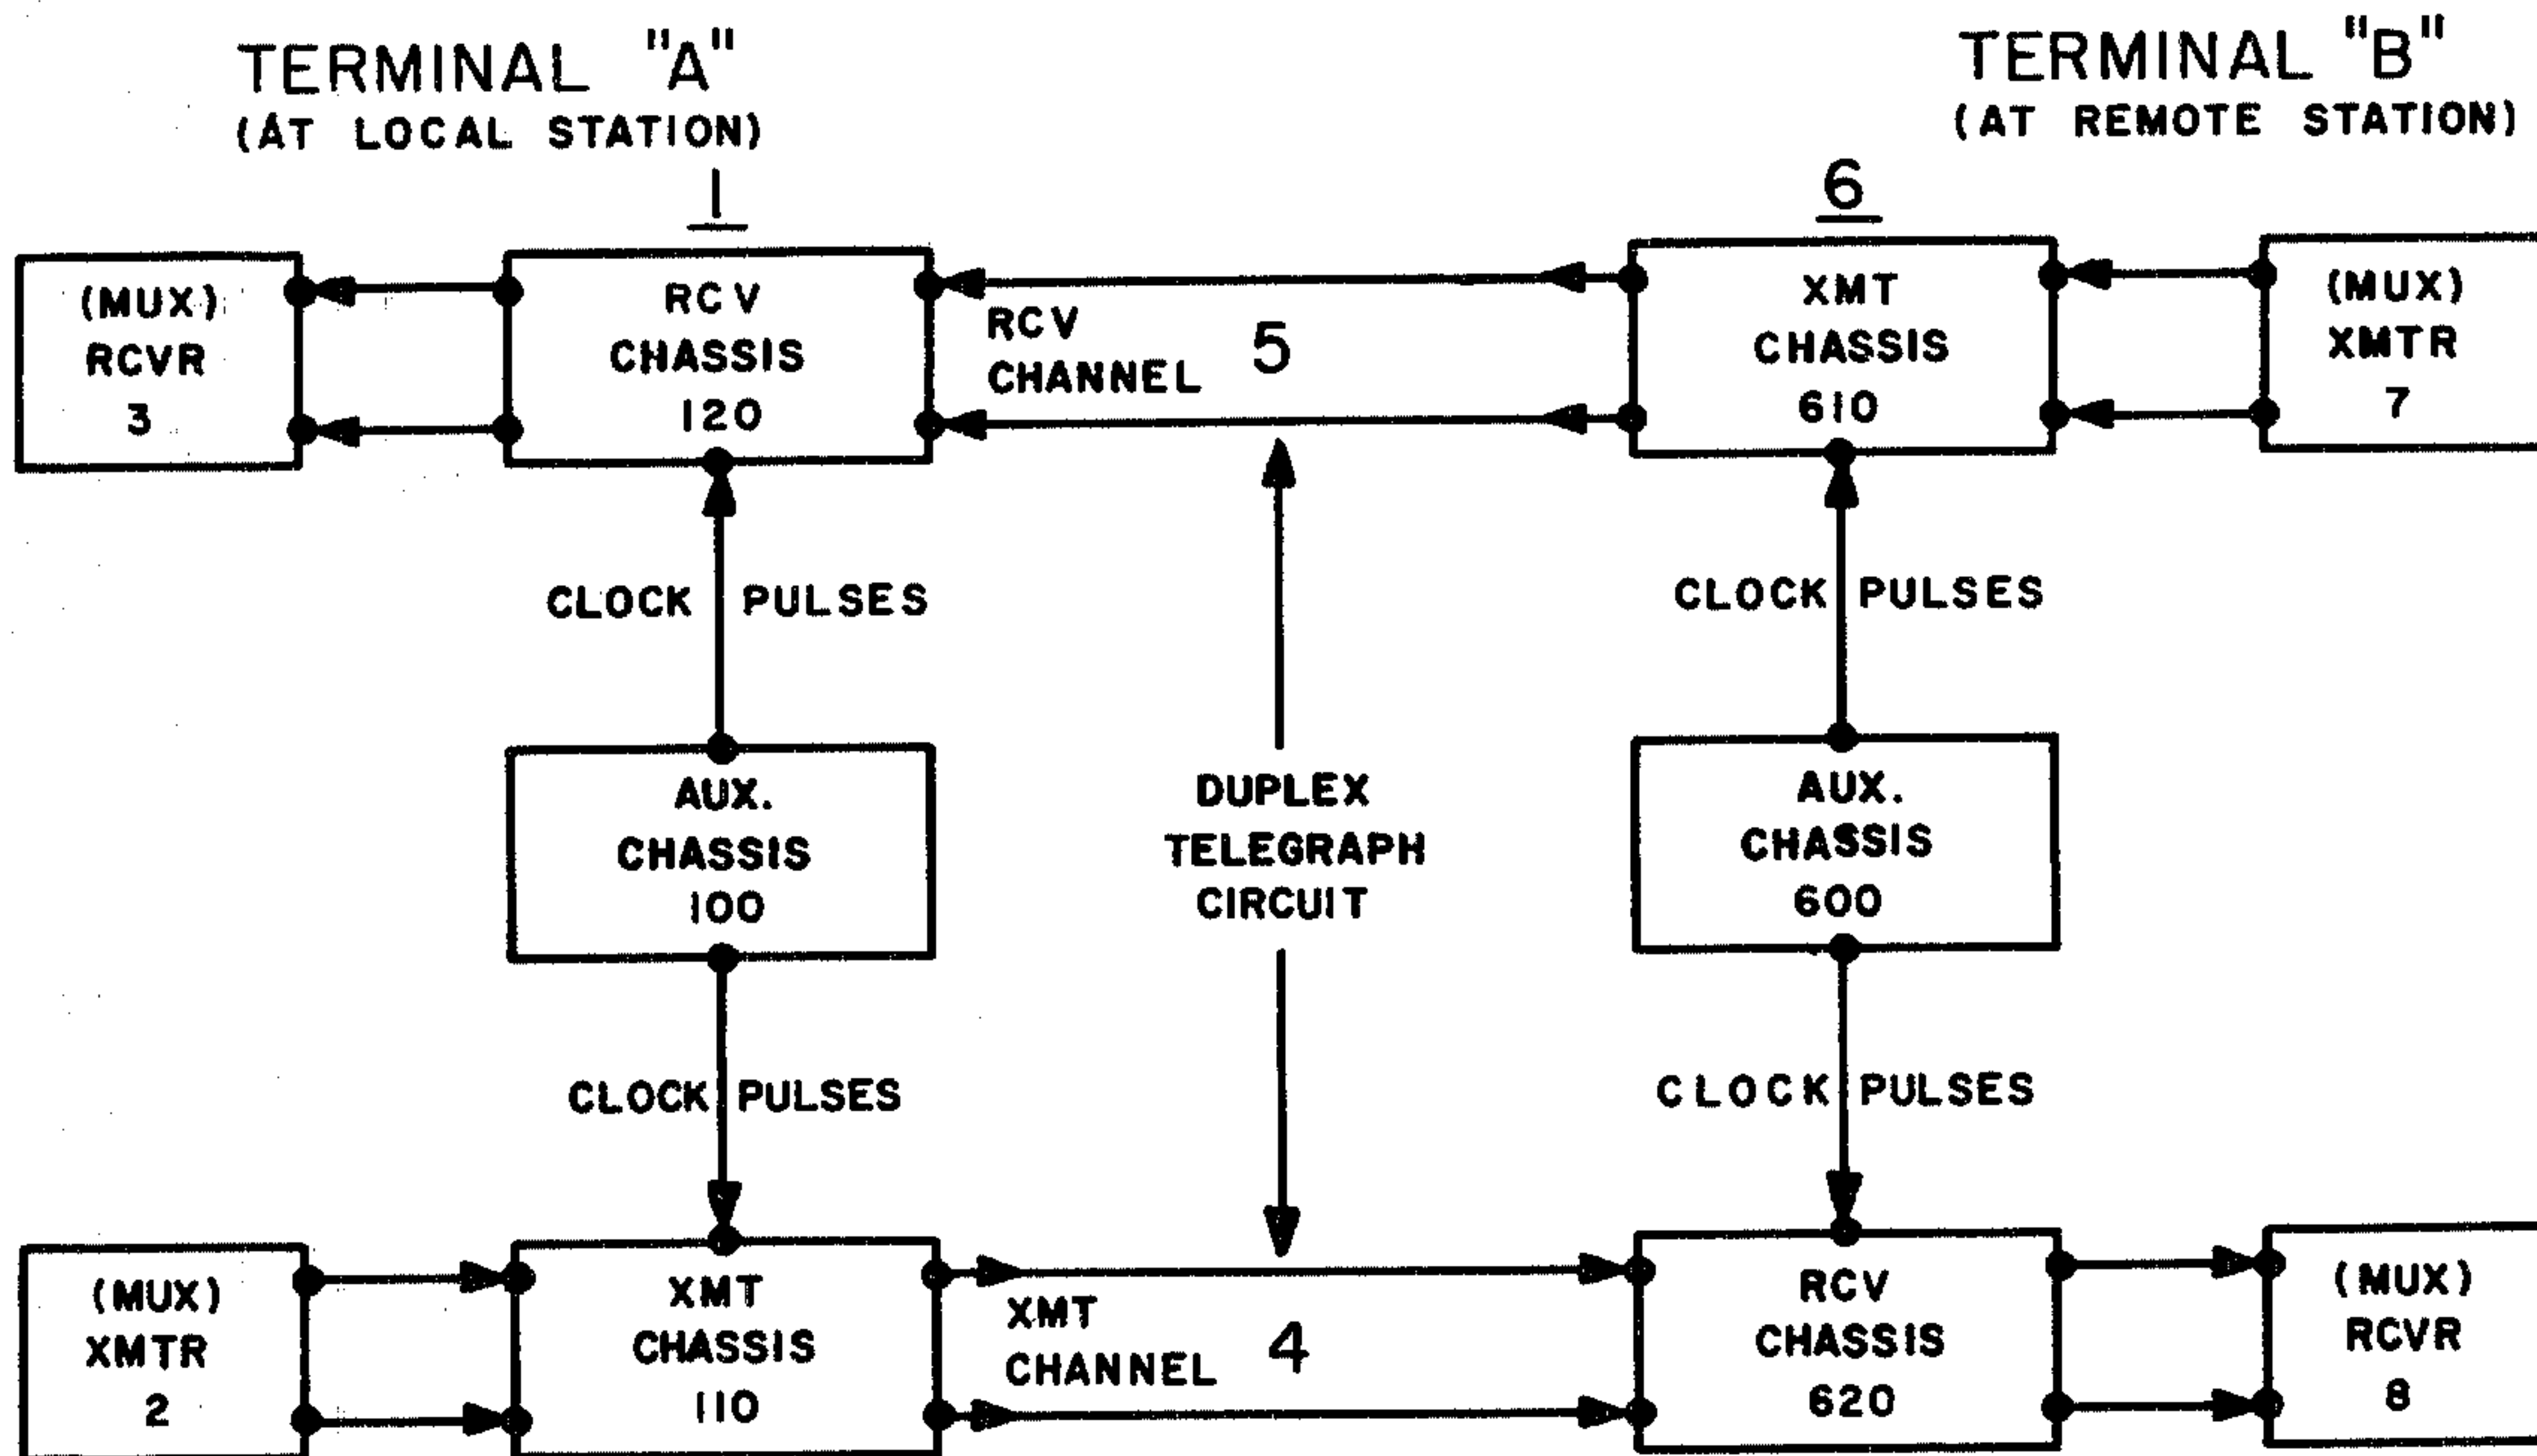 TERMINAL "A"
(AT LOCAL STATION)
1
TERMINAL "B"
(AT REMOTE STATION)
6
(MUX)
RCVR
3
RCV
CHASSIS
120
RCV
CHANNEL
5
XMT
CHASSIS
610
(MUX)
XMTR
7
CLOCK PULSES
CLOCK PULSES
AUX.
CHASSIS
100
DUPLEX
TELEGRAPH
CIRCUIT
AUX.
CHASSIS
600
CLOCK PULSES
CLOCK PULSES
(MUX)
XMTR
2
XMT
CHASSIS
110
XMT
CHANNEL
4
RCV
CHASSIS
620
(MUX)
RCVR
8